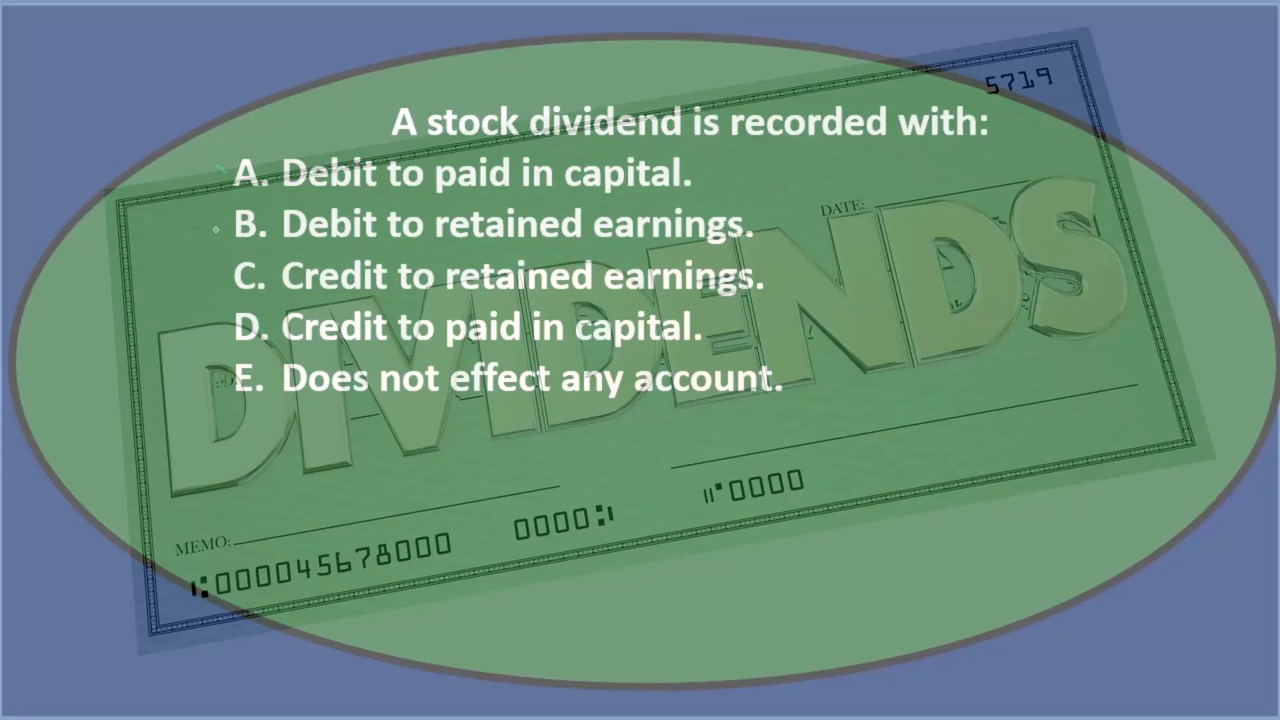 5719
A stock dividend is recorded with:
A. Debit to paid in capital.
B. Debit to retained earnings.
C. Credit to retained earnings.
D. Credit to paid in capital.
E. Does not effect any account.
DATE:
DIVIDENDS
MEMO:
⑆000045678000 0000⑆ ⑈0000